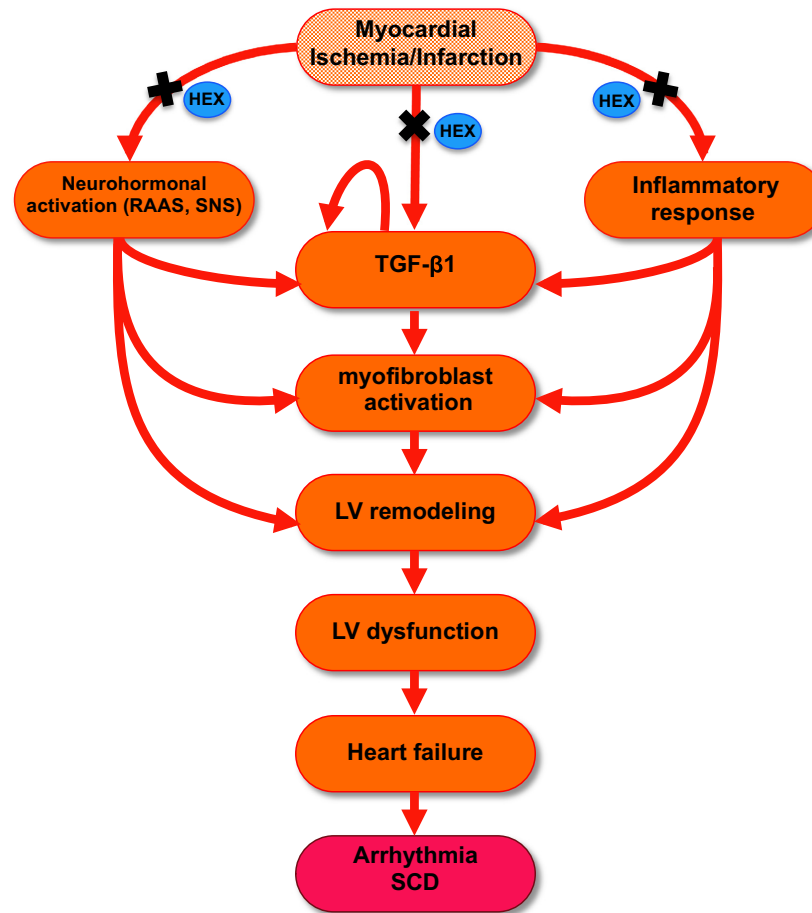 Myocardial
Ischemia/Infarction
HEX
HEX
HEX
Neurohormonal
activation (RAAS, SNS)
Inflammatory
response
TGF-β1
myofibroblast
activation
LV remodeling
LV dysfunction
Heart failure
Arrhythmia
SCD